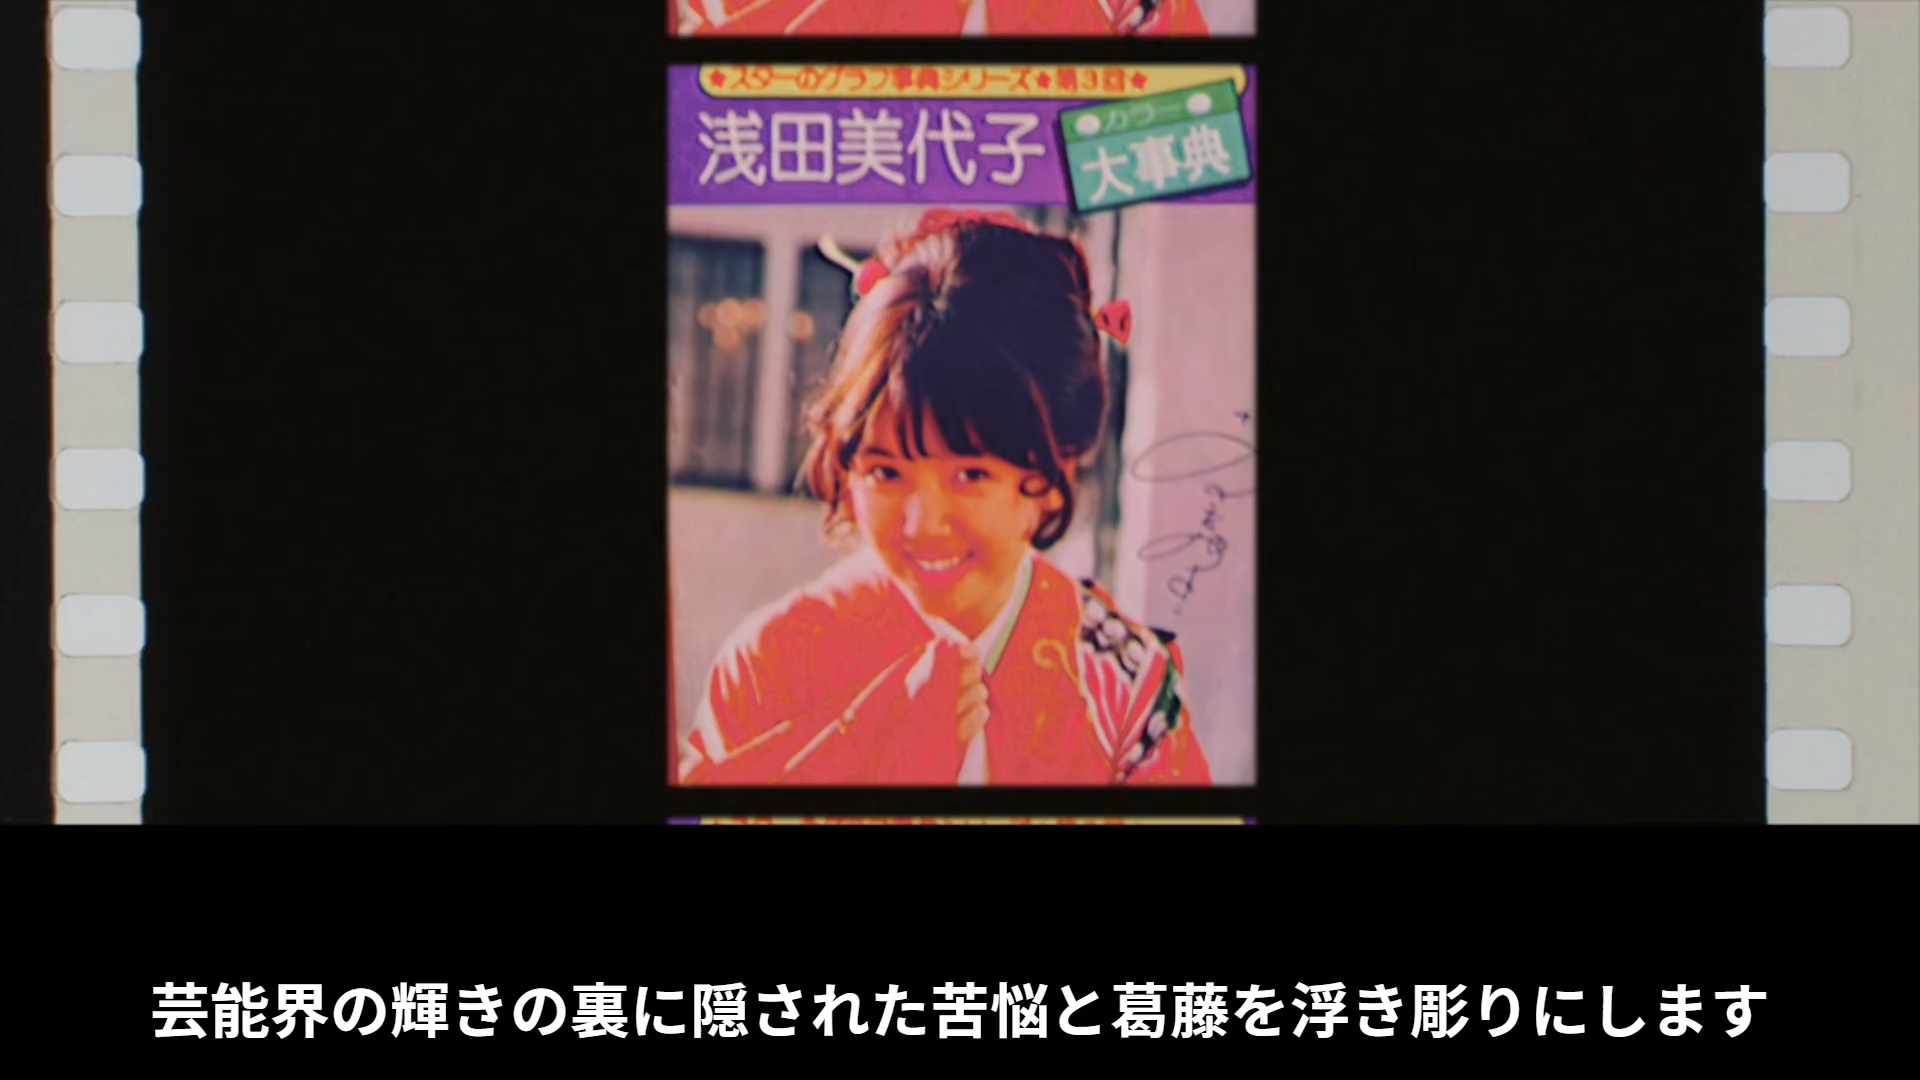 ★スターのグラフ事典シリーズ★第3回★
浅田美代子
カラー
大事典
芸能界の輝きの裏に隠された苦悩と葛藤を浮き彫りにします